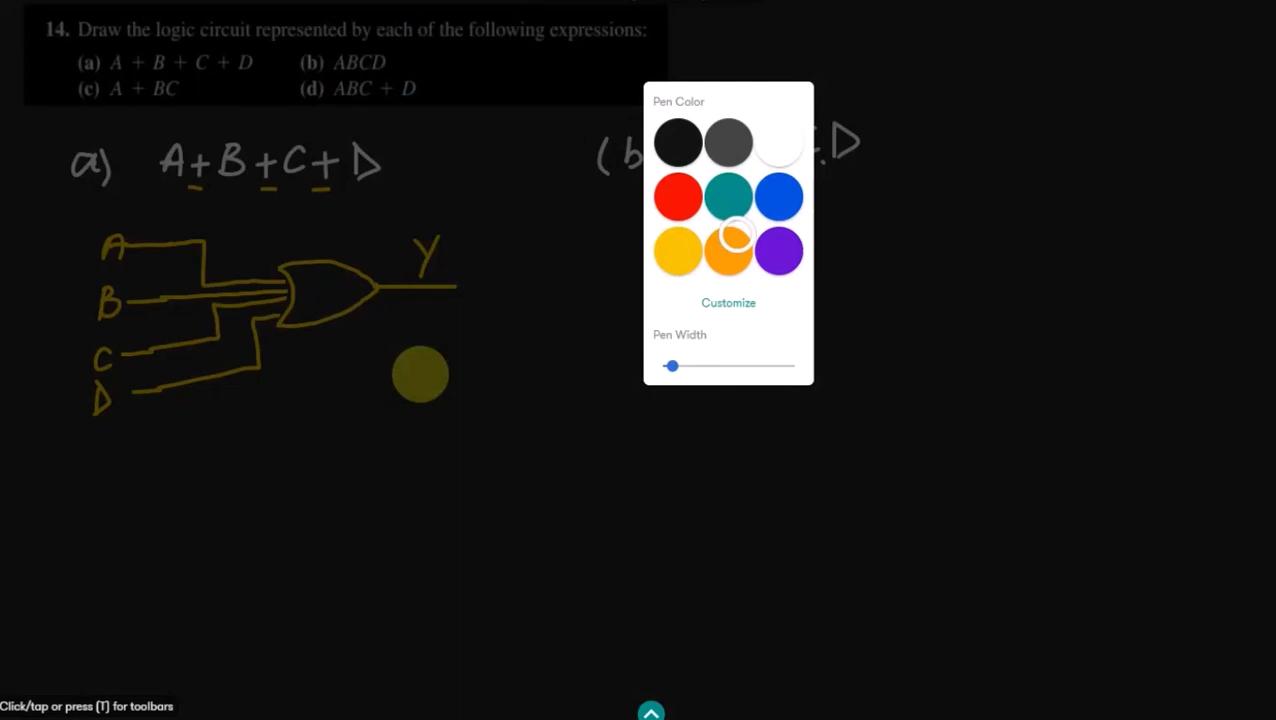 14. Draw the logic circuit represented by each of the following expressions:
(a) A + B + C + D (b) ABCD
(c) A + BC (d) ABC + D
a) A + B + C + D
(b D
Pen Color
A
Y
B
C
D
Customize
Pen Width
Click/tap or press [T] for toolbars